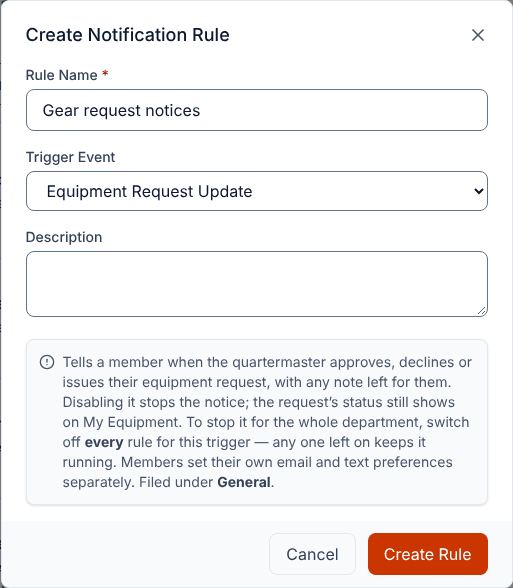 Create Notification Rule
Rule Name *
Gear request notices
Trigger Event
Equipment Request Update
Description
Tells a member when the quartermaster approves, declines or
issues their equipment request, with any note left for them.
Disabling it stops the notice; the request's status still shows
on My Equipment. To stop it for the whole department, switch
off every rule for this trigger — any one left on keeps it
running. Members set their own email and text preferences
separately. Filed under General.
Cancel
Create Rule